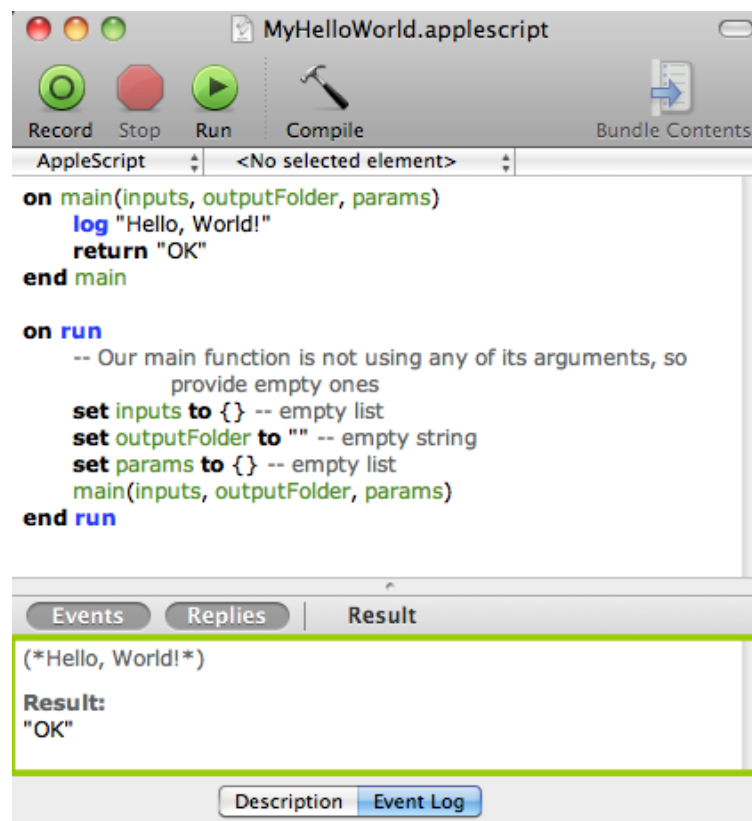 MyHelloWorld.applescript
Record Stop Run Compile Bundle Contents
AppleScript <No selected element>
on main(inputs, outputFolder, params)
log "Hello, World!"
return "OK"
end main
on run
-- Our main function is not using any of its arguments, so
provide empty ones
set inputs to {} -- empty list
set outputFolder to "" -- empty string
set params to {} -- empty list
main(inputs, outputFolder, params)
end run
Events Replies Result
(*Hello, World!*)
Result:
"OK"
Description Event Log